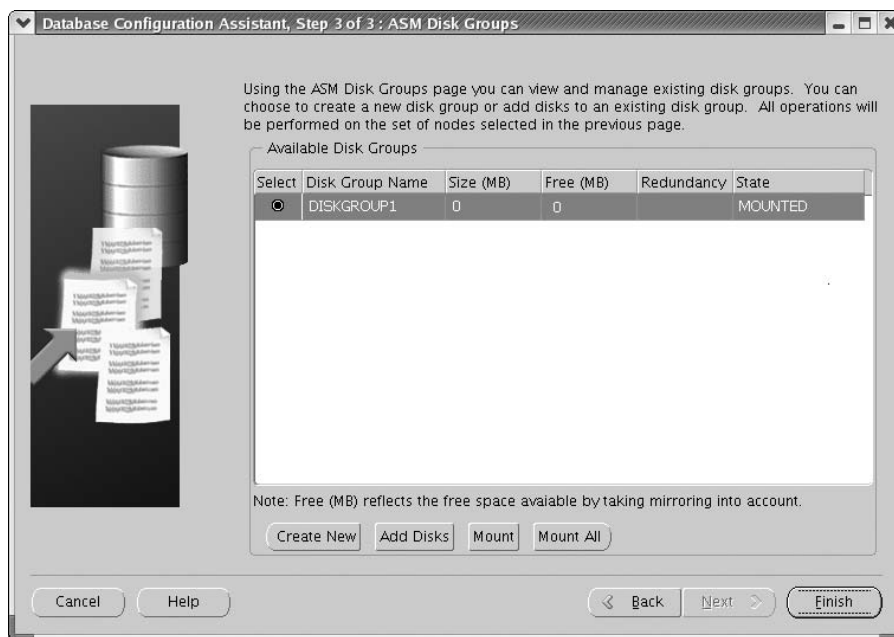 Database Configuration Assistant, Step 3 of 3 : ASM Disk Groups
Using the ASM Disk Groups page you can view and manage existing disk groups. You can
choose to create a new disk group or add disks to an existing disk group. All operations will
be performed on the set of nodes selected in the previous page.
Available Disk Groups
Select Disk Group Name Size (MB) Free (MB) Redundancy State
DISKGROUP1 0 0 MOUNTED
Note: Free (MB) reflects the free space avaiable by taking mirroring into account.
Create New Add Disks Mount Mount All
Cancel Help Back Next Finish